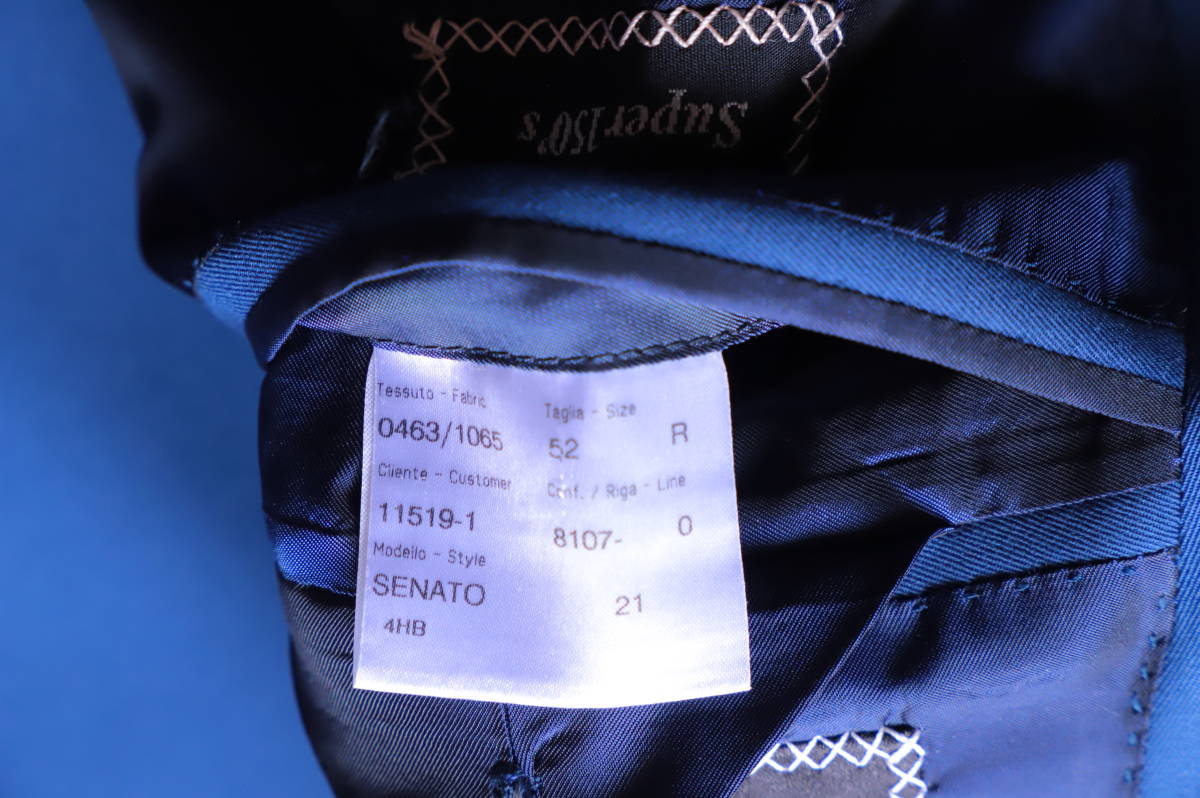 Super150's
Tessuto - Fabric Taglia - Size
0463/1065 52 R
Cliente - Customer Conf. / Riga - Line
11519-1 8107- 0
Modello - Style
SENATO 21
4HB